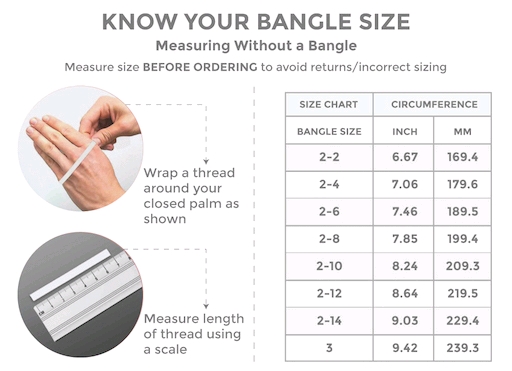 KNOW YOUR BANGLE SIZE
Measuring Without a Bangle
Measure size BEFORE ORDERING to avoid returns/incorrect sizing
Wrap a thread
around your
closed palm as
shown
Measure length
of thread using
a scale
SIZE CHART CIRCUMFERENCE
BANGLE SIZE INCH MM
2-2 6.67 169.4
2-4 7.06 179.6
2-6 7.46 189.5
2-8 7.85 199.4
2-10 8.24 209.3
2-12 8.64 219.5
2-14 9.03 229.4
3 9.42 239.3